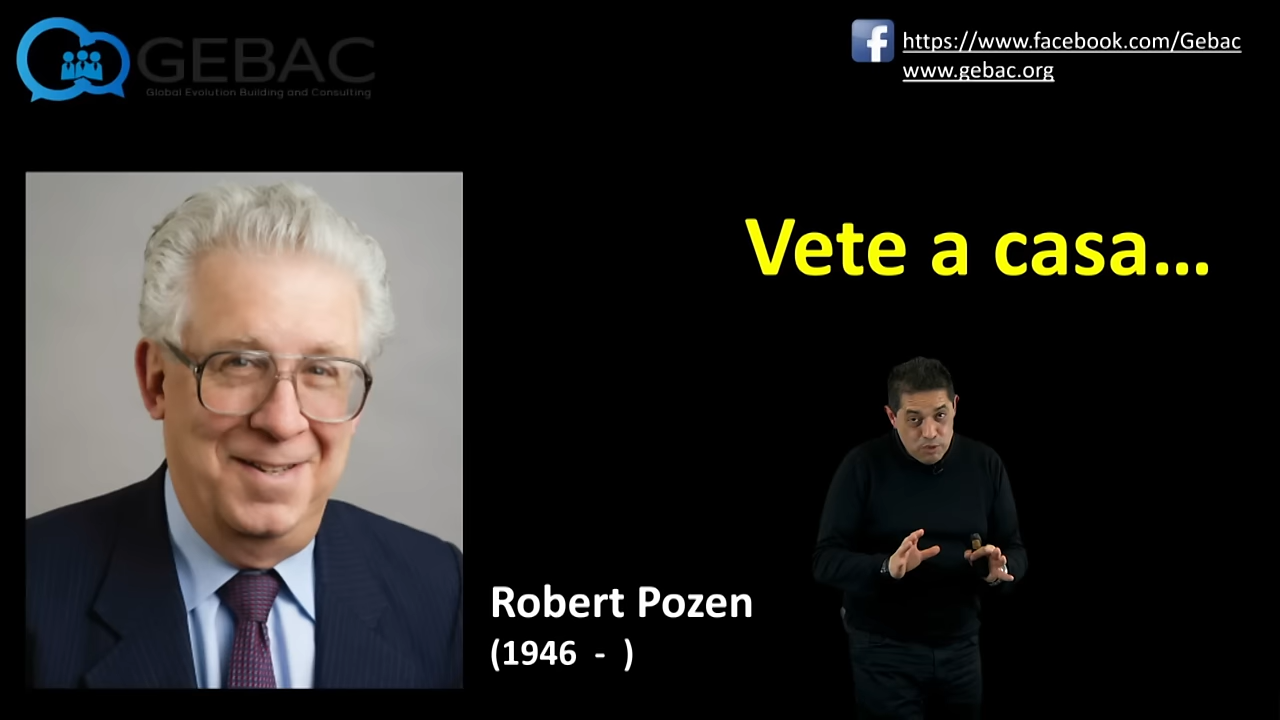 GEBAC
Global Evolution Building and Consulting
https://www.facebook.com/Gebac
www.gebac.org
Vete a casa...
Robert Pozen
(1946 - )